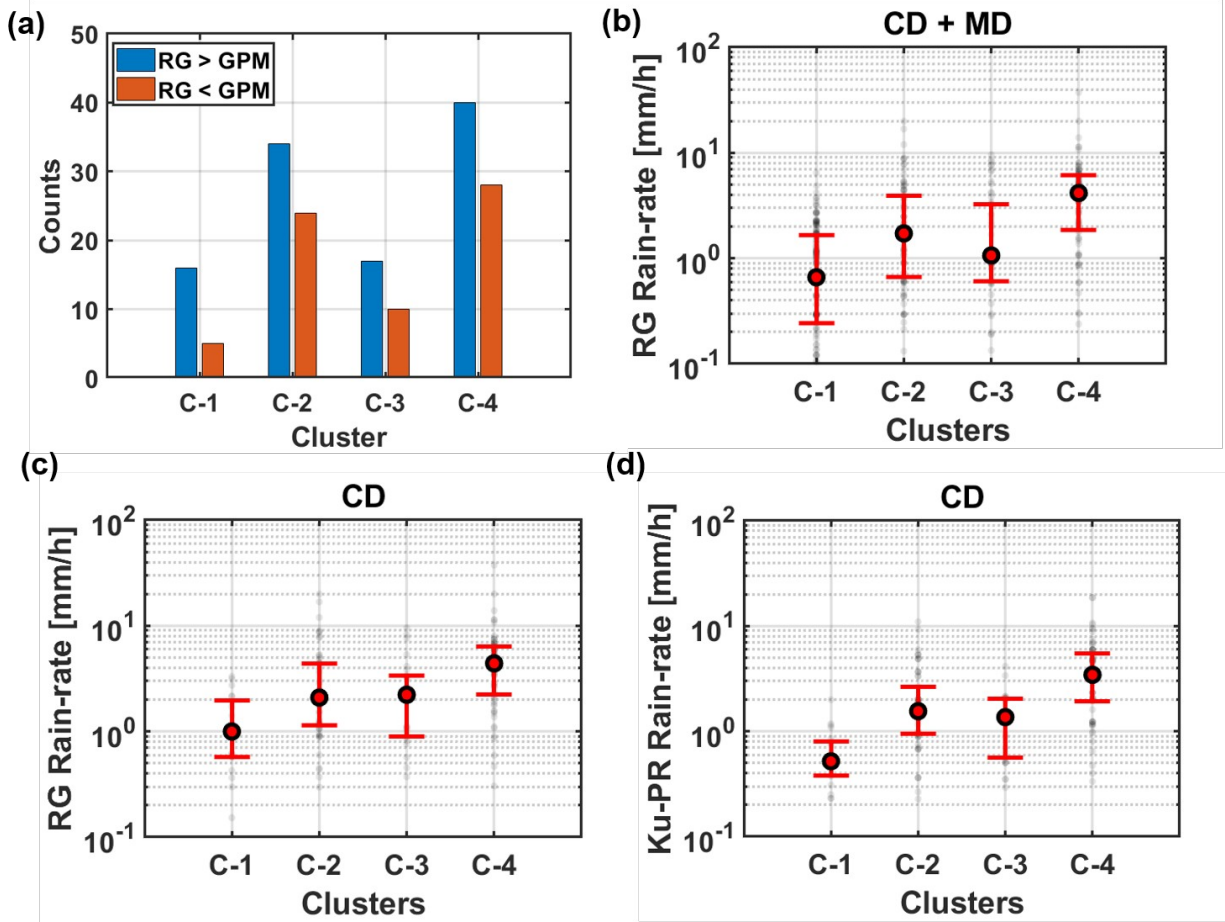 (a)
50
40
30
20
10
0
Counts
RG > GPM
RG < GPM
C-1 C-2 C-3 C-4
Cluster
(b)
CD + MD
10^2
10^1
10^0
10^-1
RG Rain-rate [mm/h]
C-1 C-2 C-3 C-4
Clusters
(c)
CD
10^2
10^1
10^0
10^-1
RG Rain-rate [mm/h]
C-1 C-2 C-3 C-4
Clusters
(d)
CD
10^2
10^1
10^0
10^-1
Ku-PR Rain-rate [mm/h]
C-1 C-2 C-3 C-4
Clusters